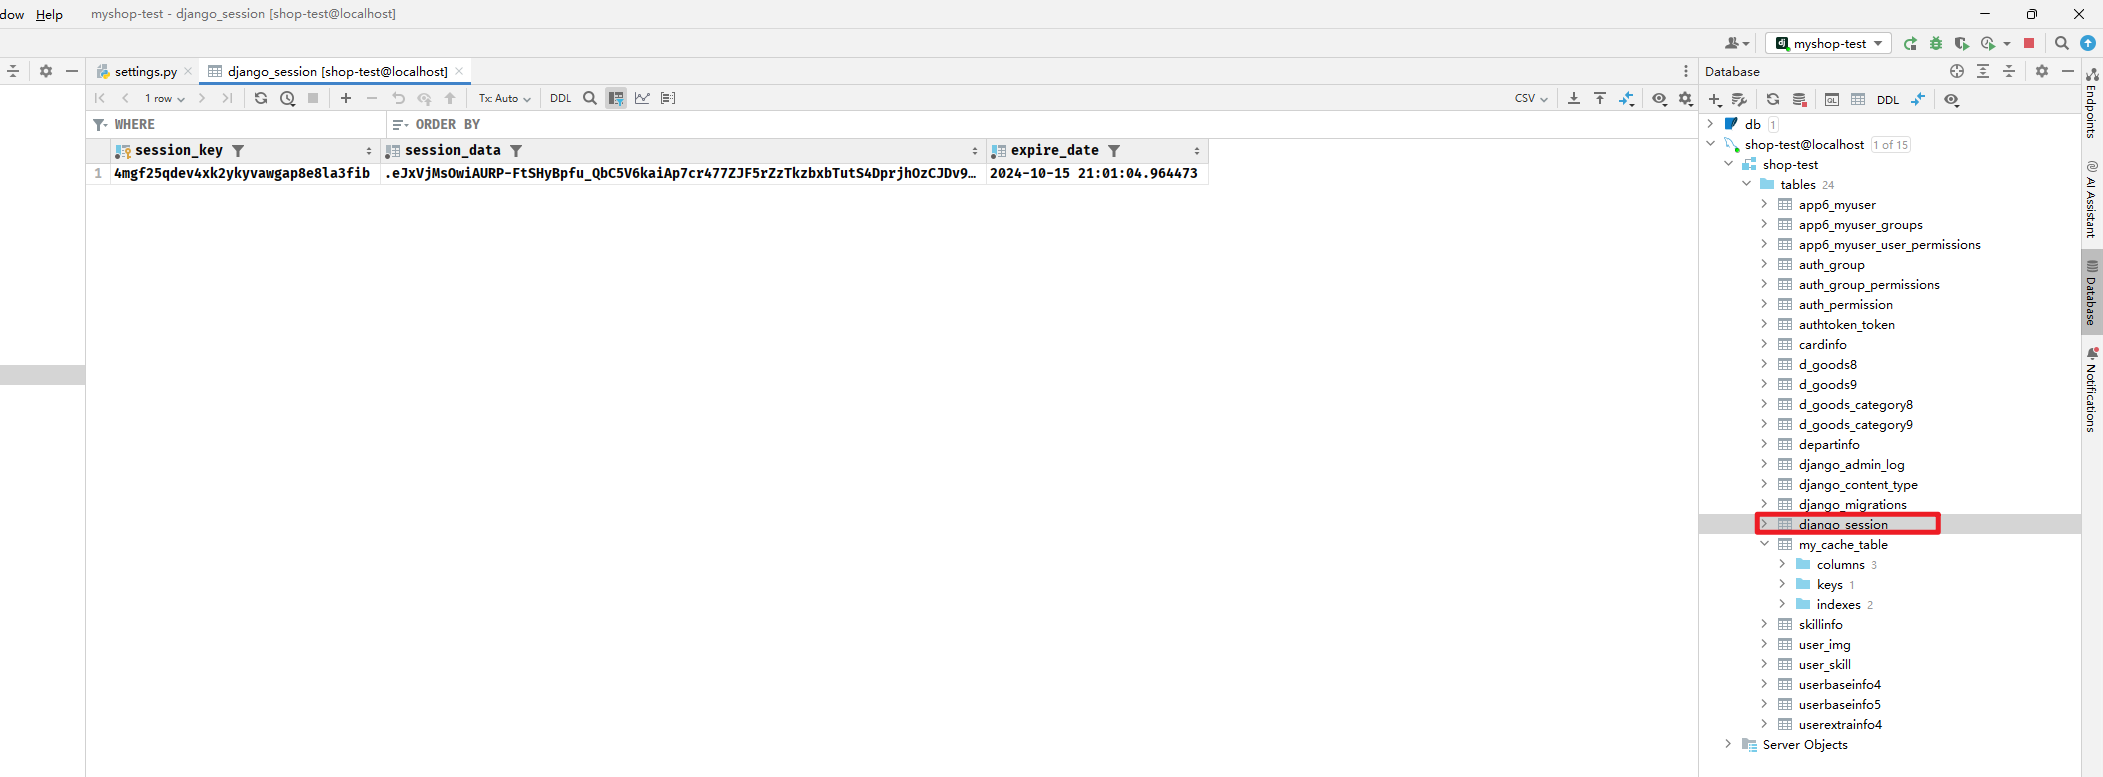 dow Help myshop-test - django_session [shop-test@localhost]
myshop-test
settings.py django_session [shop-test@localhost]
1 row Tx: Auto DDL CSV
WHERE ORDER BY
session_key session_data expire_date
1 4mgf25qdev4xk2ykyvawgap8e8la3fib .eJxVjMsOwiAURP-FtSHyBpfu_QbC5V6kaiAp7cr477ZJF5rZzTkzbxbTutS4DprjhOzCJDv9… 2024-10-15 21:01:04.964473
Database
DDL
db 1
shop-test@localhost 1 of 15
shop-test
tables 24
app6_myuser
app6_myuser_groups
app6_myuser_user_permissions
auth_group
auth_group_permissions
auth_permission
authtoken_token
cardinfo
d_goods8
d_goods9
d_goods_category8
d_goods_category9
departinfo
django_admin_log
django_content_type
django_migrations
django_session
my_cache_table
columns 3
keys 1
indexes 2
skillinfo
user_img
user_skill
userbaseinfo4
userbaseinfo5
userextrainfo4
Server Objects
Endpoints
AI Assistant
Database
Notifications